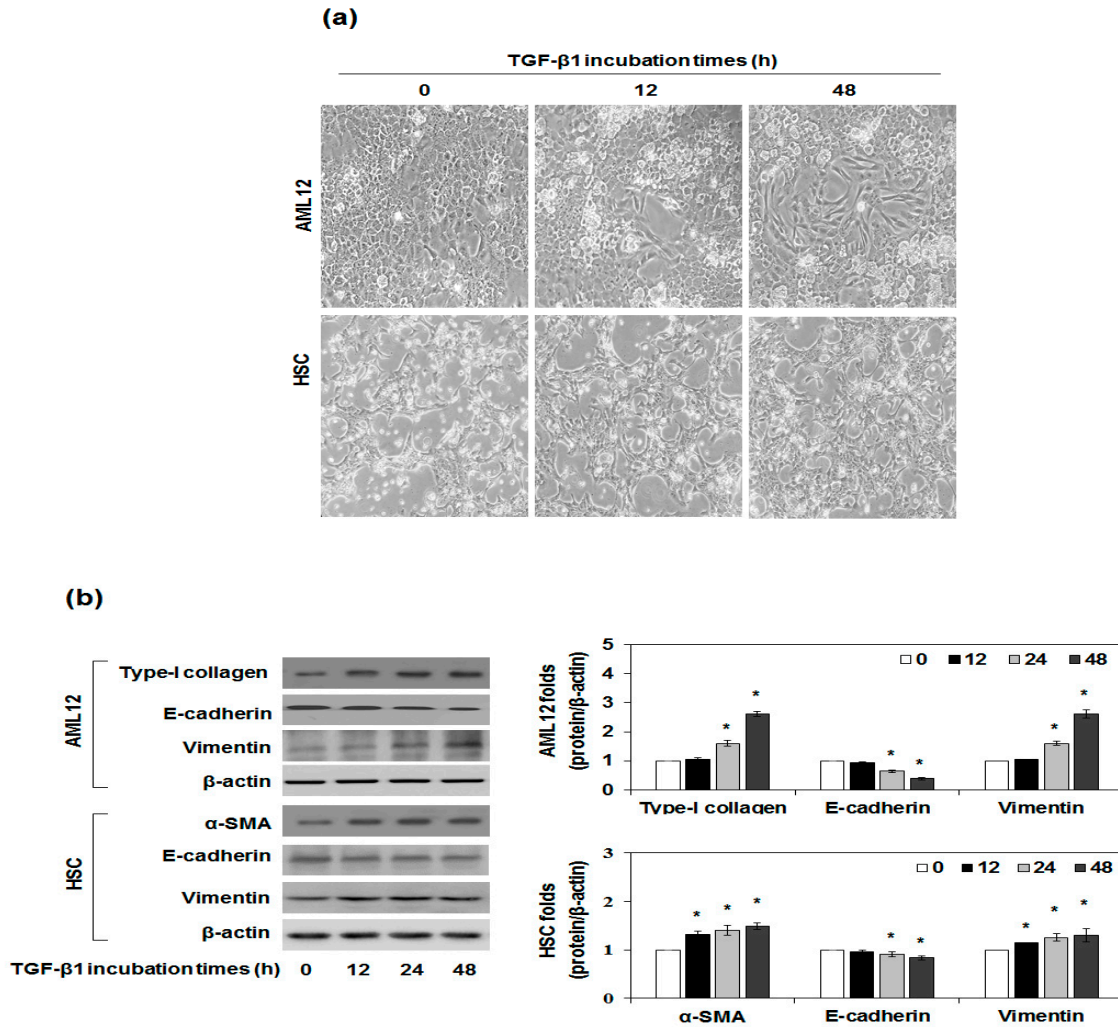 (a)
TGF-β1 incubation times (h)
0 12 48
AML12
HSC
(b)
AML12
Type-I collagen
E-cadherin
Vimentin
β-actin
HSC
α-SMA
E-cadherin
Vimentin
β-actin
TGF-β1 incubation times (h) 0 12 24 48
AML12 folds
(protein/β-actin)
5
4
3
2
1
0
0 12 24 48
* * * * * *
Type-I collagen E-cadherin Vimentin
HSC folds
(protein/β-actin)
3
2
1
0
0 12 24 48
* * * * * * * *
α-SMA E-cadherin Vimentin